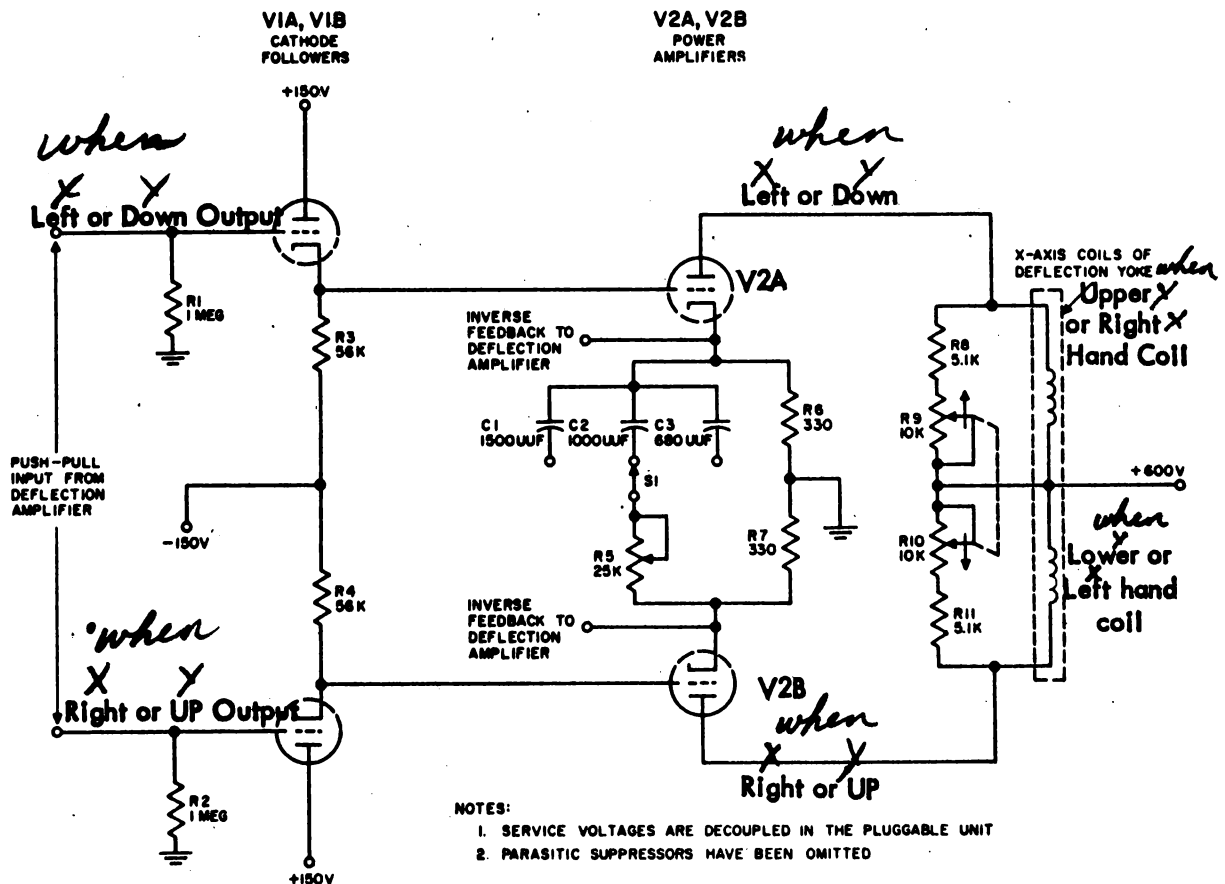 V1A, V1B
CATHODE
FOLLOWERS
V2A, V2B
POWER
AMPLIFIERS
+150V
when
X Y
Left or Down Output
when
X Y
Left or Down
R1
1 MEG
R3
56K
V2A
INVERSE
FEEDBACK TO
DEFLECTION
AMPLIFIER
X-AXIS COILS OF
DEFLECTION YOKE when
Upper Y
or Right X
Hand Coil
R8
5.1K
R9
10K
C1
1500UUF
C2
1000UUF
C3
680UUF
R6
330
S1
PUSH-PULL
INPUT FROM
DEFLECTION
AMPLIFIER
-150V
+600V
R5
25K
R7
330
R10
10K
when
Y
Lower or
X
Left hand
coil
R4
56K
INVERSE
FEEDBACK TO
DEFLECTION
AMPLIFIER
R11
5.1K
when
X Y
Right or UP Output
V2B
when
X Y
Right or UP
R2
1 MEG
+150V
NOTES:
1. SERVICE VOLTAGES ARE DECOUPLED IN THE PLUGGABLE UNIT
2. PARASITIC SUPPRESSORS HAVE BEEN OMITTED